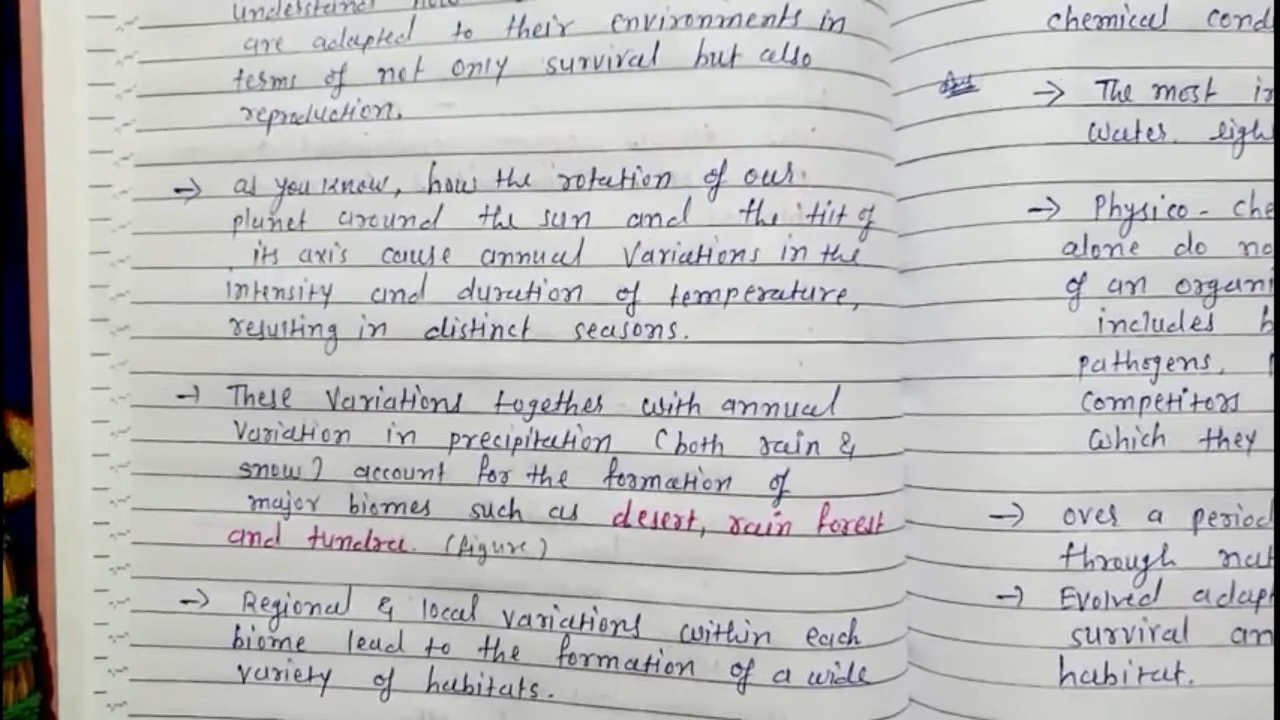 understand
are adapted to their environments in
terms of not only survival but also
reproduction.
→ as you know, how the rotation of our
planet around the sun and the tilt of
its axis cause annual variations in the
intensity and duration of temperature,
resulting in distinct seasons.
→ These variations together with annual
variation in precipitation (both rain &
snow) account for the formation of
major biomes such as desert, rain forest
and tundra. (figure)
→ Regional & local variations within each
biome lead to the formation of a wide
variety of habitats.
chemical cond
→ The most i
water. ligh
→ Physico - che
alone do no
of an organi
includes
pathogens,
competitors
which they
→ over a period
through nat
→ Evolved adap
survival an
habitat.